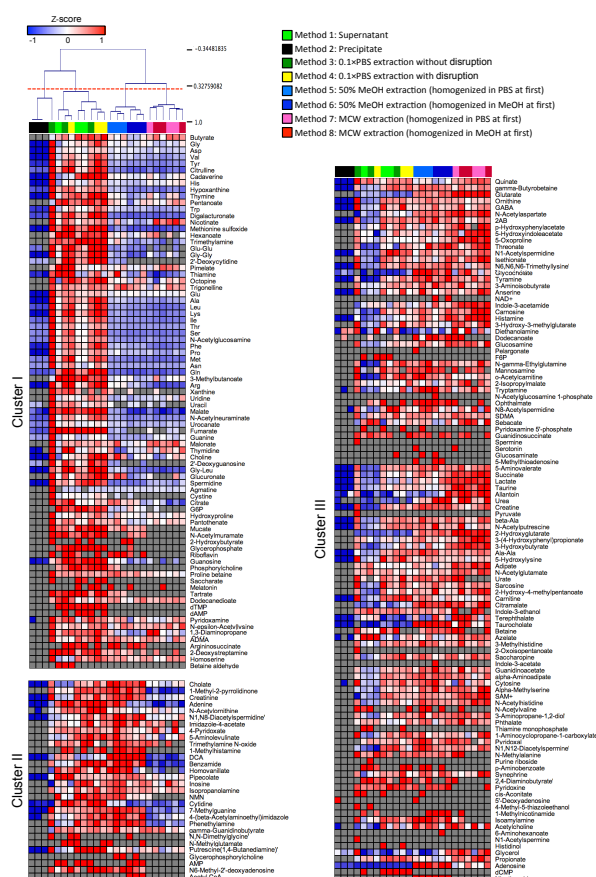 Z-score
-1 0 1
−0.34481835
0.32759082
1.0
Method 1: Supernatant
Method 2: Precipitate
Method 3: 0.1×PBS extraction without disruption
Method 4: 0.1×PBS extraction with disruption
Method 5: 50% MeOH extraction (homogenized in PBS at first)
Method 6: 50% MeOH extraction (homogenized in MeOH at first)
Method 7: MCW extraction (homogenized in PBS at first)
Method 8: MCW extraction (homogenized in MeOH at first)
Cluster I
Butyrate
Gly
Asp
Val
Tyr
Citrulline
Cadaverine
His
Hypoxanthine
Thymine
Pentanoate
Trp
Digalacturonate
Nicotinate
Methionine sulfoxide
Hexanoate
Trimethylamine
Glu-Glu
Gly-Gly
2'-Deoxycytidine
Pimelate
Thiamine
Octopine
Trigonelline
Glu
Ala
Leu
Lys
Ile
Thr
Ser
N-Acetylglucosamine
Phe
Pro
Met
Asn
Gln
3-Methylbutanoate
Arg
Xanthine
Uridine
Uracil
Malate
N-Acetylneuraminate
Urocanate
Fumarate
Guanine
Malonate
Thymidine
Choline
2'-Deoxyguanosine
Gly-Leu
Glucuronate
Spermidine
Agmatine
Cystine
Citrate
G6P
Hydroxyproline
Pantothenate
Mucate
N-Acetylmuramate
2-Hydroxybutyrate
Glycerophosphate
Riboflavin
Guanosine
Phosphorylcholine
Proline betaine
Saccharate
Melatonin
Tartrate
Dodecanedioate
dTMP
dAMP
Pyridoxamine
N-epsilon-Acetyllysine
1,3-Diaminopropane
ADMA
Argininosuccinate
2-Deoxystreptamine
Homoserine
Betaine aldehyde
Cluster II
Cholate
1-Methyl-2-pyrrolidinone
Creatinine
Adenine
N-Acetylornithine
N1,N8-Diacetylspermidine'
Imidazole-4-acetate
4-Pyridoxate
5-Aminolevulinate
Trimethylamine N-oxide
1-Methylhistamine
DCA
Benzamide
Homovanillate
Pipecolate
Inosine
Isopropanolamine
NMN
Cytidine
7-Methylguanine
4-(beta-Acetylaminoethyl)imidazole
Phenethylamine
gamma-Guanidinobutyrate
N,N-Dimethylglycine'
N-Methylglutamate
'Putrescine(1,4-Butanediamine)'
Glycerophosphorylcholine
AMP
N6-Methyl-2'-deoxyadenosine
Acetyl CoA
Cluster III
Quinate
gamma-Butyrobetaine
Glutarate
Ornithine
GABA
N-Acetylaspartate
2AB
p-Hydroxyphenylacetate
5-Hydroxyindoleacetate
5-Oxoproline
Threonate
N1-Acetylspermidine
Isethionate
N6,N6,N6-Trimethyllysine'
Glycocholate
Tyramine
3-Aminoisobutyrate
Anserine
NAD+
Indole-3-acetamide
Carnosine
Histamine
3-Hydroxy-3-methylglutarate
Diethanolamine
Dodecanoate
Glucosamine
Pelargonate
F6P
N-gamma-Ethylglutamine
Mannosamine
o-Acetylcarnitine
2-Isopropylmalate
Tryptamine
N-Acetylglucosamine 1-phosphate
Ophthalmate
N8-Acetylspermidine
SDMA
Sebacate
Pyridoxamine 5'-phosphate
Guanidinosuccinate
Spermine
Serotonin
Glucosaminate
5-Methylthioadenosine
5-Aminovalerate
Succinate
Lactate
Taurine
Allantoin
Urea
Creatine
Pyruvate
beta-Ala
N-Acetylputrescine
2-Hydroxyglutarate
3-(4-Hydroxyphenyl)propionate
3-Hydroxybutyrate
Ala-Ala
5-Hydroxylysine
Adipate
N-Acetylglutamate
Urate
Sarcosine
2-Hydroxy-4-methylpentanoate
Carnitine
Citramalate
Indole-3-ethanol
Terephthalate
Taurocholate
Betaine
Azelate
3-Methylhistidine
2-Oxoisopentanoate
Saccharopine
Indole-3-acetate
Guanidinoacetate
alpha-Aminoadipate
Cytosine
Alpha-Methylserine
SAM+
N-Acetylhistidine
N-Acetylvaline
3-Aminopropane-1,2-diol'
Phthalate
Thiamine monophosphate
1-Aminocyclopropane-1-carboxylate
Pyridoxal
N1,N12-Diacetylspermine'
N-Methylalanine
Purine riboside
p-Aminobenzoate
Synephrine
2,4-Diaminobutyrate'
Pyridoxine
cis-Aconitate
5'-Deoxyadenosine
4-Methyl-5-thiazoleethanol
1-Methylnicotinamide
Isoamylamine
Acetylcholine
6-Aminohexanoate
N1-Acetylspermine
Histidinol
Glycerol
Propionate
Adenosine
dCMP